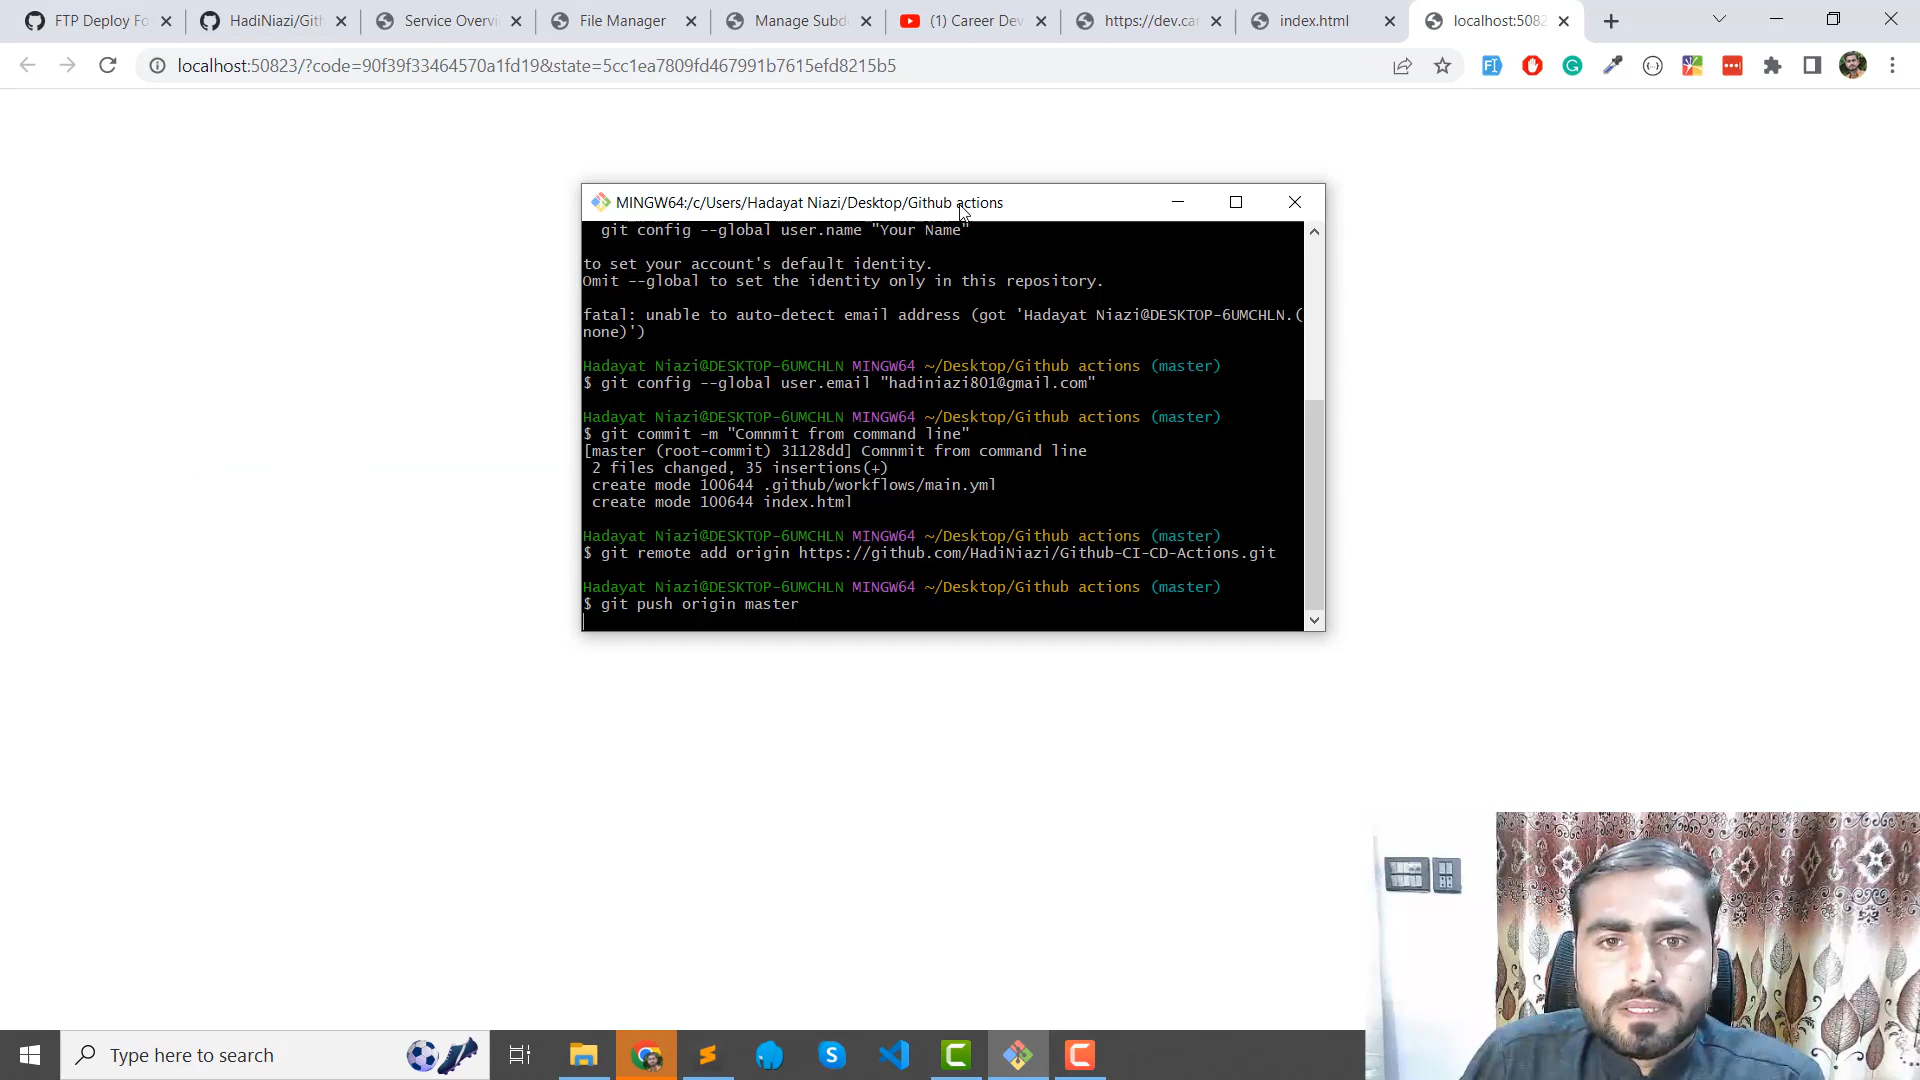 FTP Deploy Fo
HadiNiazi/Gith
Service Overvi
File Manager
Manage Subd
(1) Career Dev
https://dev.ca
index.html
localhost:5082
localhost:50823/?code=90f39f33464570a1fd19&state=5cc1ea7809fd467991b7615efd8215b5
MINGW64:/c/Users/Hadayat Niazi/Desktop/Github actions
git config --global user.name "Your Name"
to set your account's default identity.
Omit --global to set the identity only in this repository.
fatal: unable to auto-detect email address (got 'Hadayat Niazi@DESKTOP-6UMCHLN.(
none)')
Hadayat Niazi@DESKTOP-6UMCHLN MINGW64 ~/Desktop/Github actions (master)
$ git config --global user.email "hadiniazi801@gmail.com"
Hadayat Niazi@DESKTOP-6UMCHLN MINGW64 ~/Desktop/Github actions (master)
$ git commit -m "Comnmit from command line"
[master (root-commit) 31128dd] Comnmit from command line
2 files changed, 35 insertions(+)
create mode 100644 .github/workflows/main.yml
create mode 100644 index.html
Hadayat Niazi@DESKTOP-6UMCHLN MINGW64 ~/Desktop/Github actions (master)
$ git remote add origin https://github.com/HadiNiazi/Github-CI-CD-Actions.git
Hadayat Niazi@DESKTOP-6UMCHLN MINGW64 ~/Desktop/Github actions (master)
$ git push origin master
Type here to search